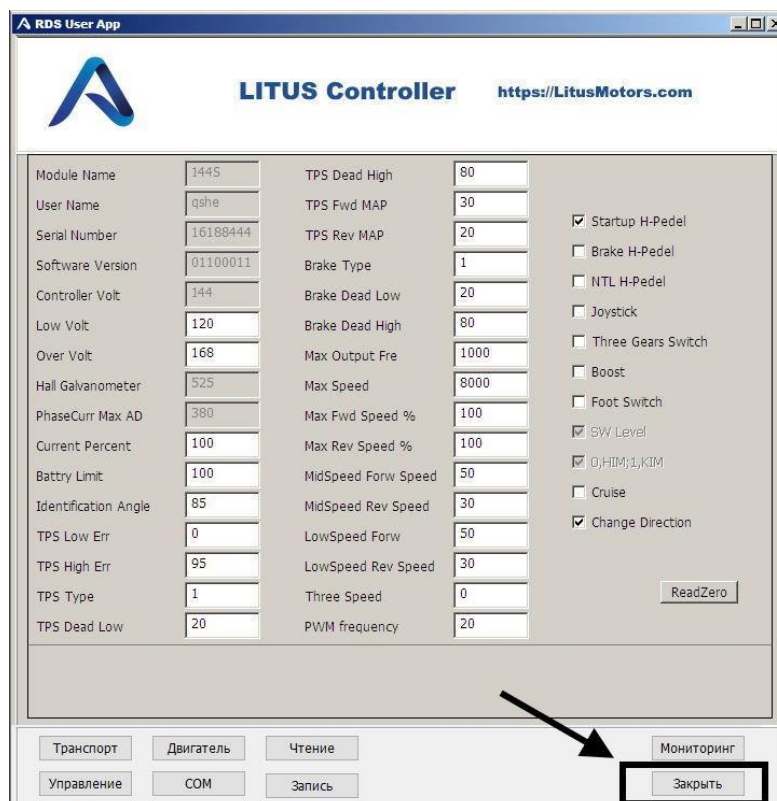 RDS User App
LITUS Controller https://LitusMotors.com
Module Name 144S TPS Dead High 80
User Name qshe TPS Fwd MAP 30
Startup H-Pedel
Serial Number 16188444 TPS Rev MAP 20
Brake H-Pedel
Software Version 01100011 Brake Type 1
NTL H-Pedel
Controller Volt 144 Brake Dead Low 20
Joystick
Low Volt 120 Brake Dead High 80
Three Gears Switch
Over Volt 168 Max Output Fre 1000
Boost
Hall Galvanometer 525 Max Speed 8000
Foot Switch
PhaseCurr Max AD 380 Max Fwd Speed % 100
SW Level
Current Percent 100 Max Rev Speed % 100
0,HIM;1,KIM
Battry Limit 100 MidSpeed Forw Speed 50
Cruise
Identification Angle 85 MidSpeed Rev Speed 30
Change Direction
TPS Low Err 0 LowSpeed Forw 50
TPS High Err 95 LowSpeed Rev Speed 30
TPS Type 1 Three Speed 0 ReadZero
TPS Dead Low 20 PWM frequency 20
Транспорт Двигатель Чтение Мониторинг
Управление COM Запись Закрыть